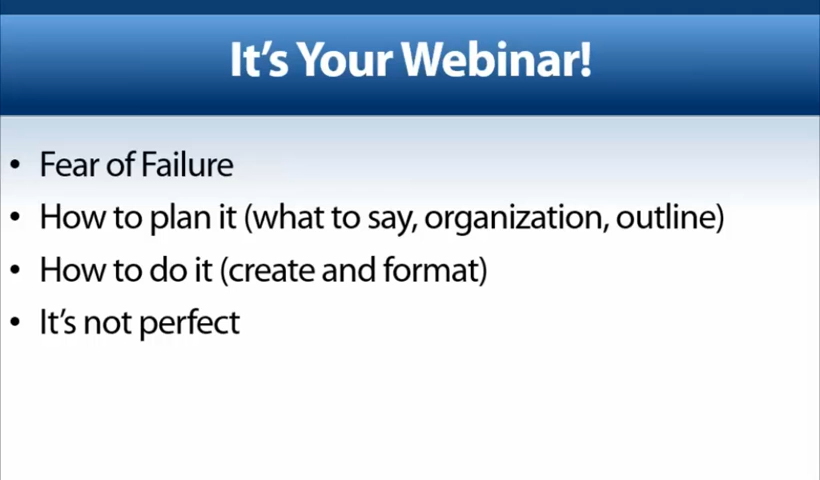 It’s Your Webinar!
• Fear of Failure
• How to plan it (what to say, organization, outline)
• How to do it (create and format)
• It’s not perfect